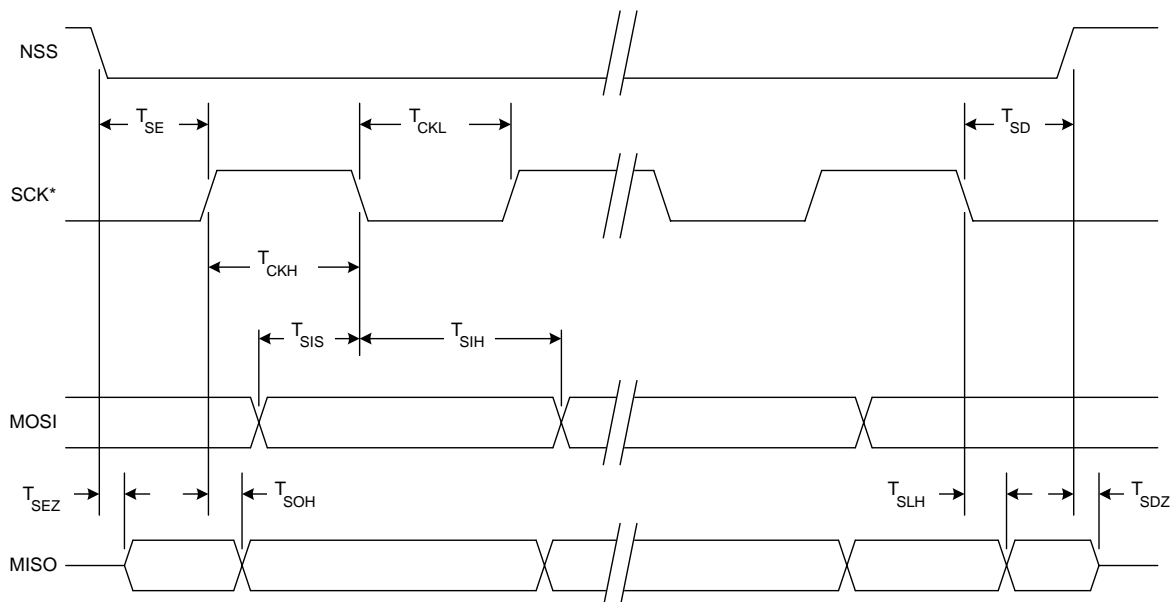 NSS
T_SE
T_CKL
T_SD
SCK*
T_CKH
T_SIS
T_SIH
MOSI
T_SEZ
T_SOH
T_SLH
T_SDZ
MISO